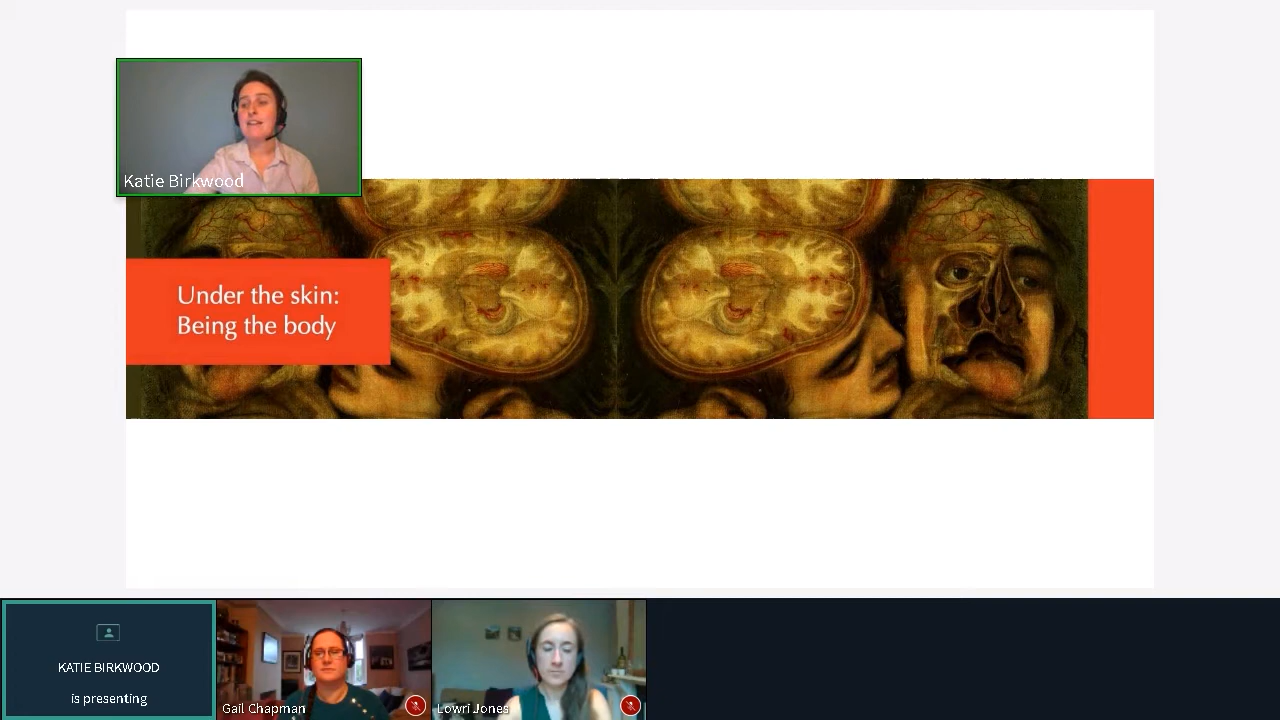 Katie Birkwood
Under the skin:
Being the body
KATIE BIRKWOOD
is presenting
Gail Chapman
Lowri Jones